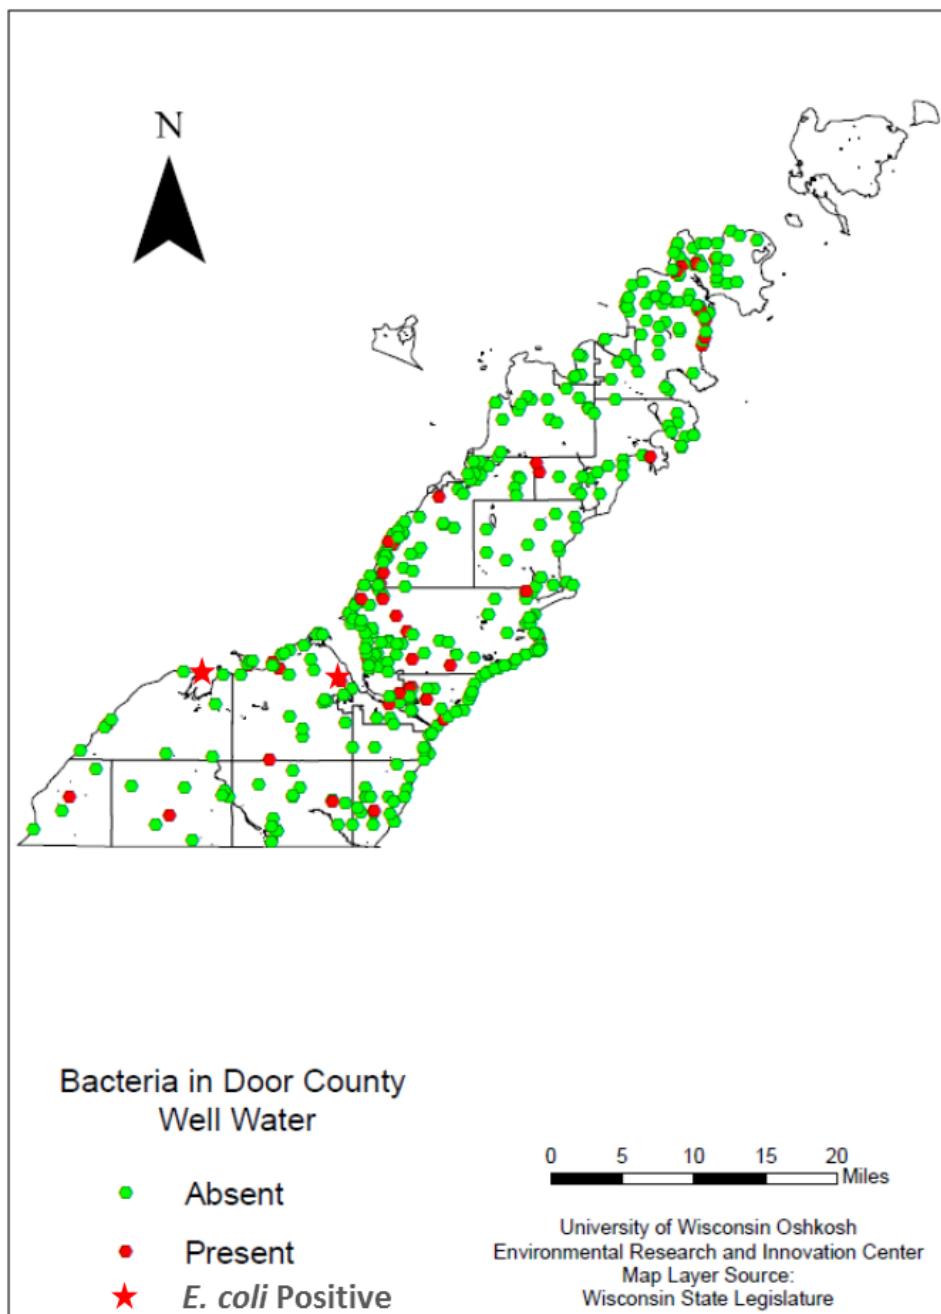 N
Bacteria in Door County
Well Water
Absent
Present
E. coli Positive
0 5 10 15 20
Miles
University of Wisconsin Oshkosh
Environmental Research and Innovation Center
Map Layer Source:
Wisconsin State Legislature